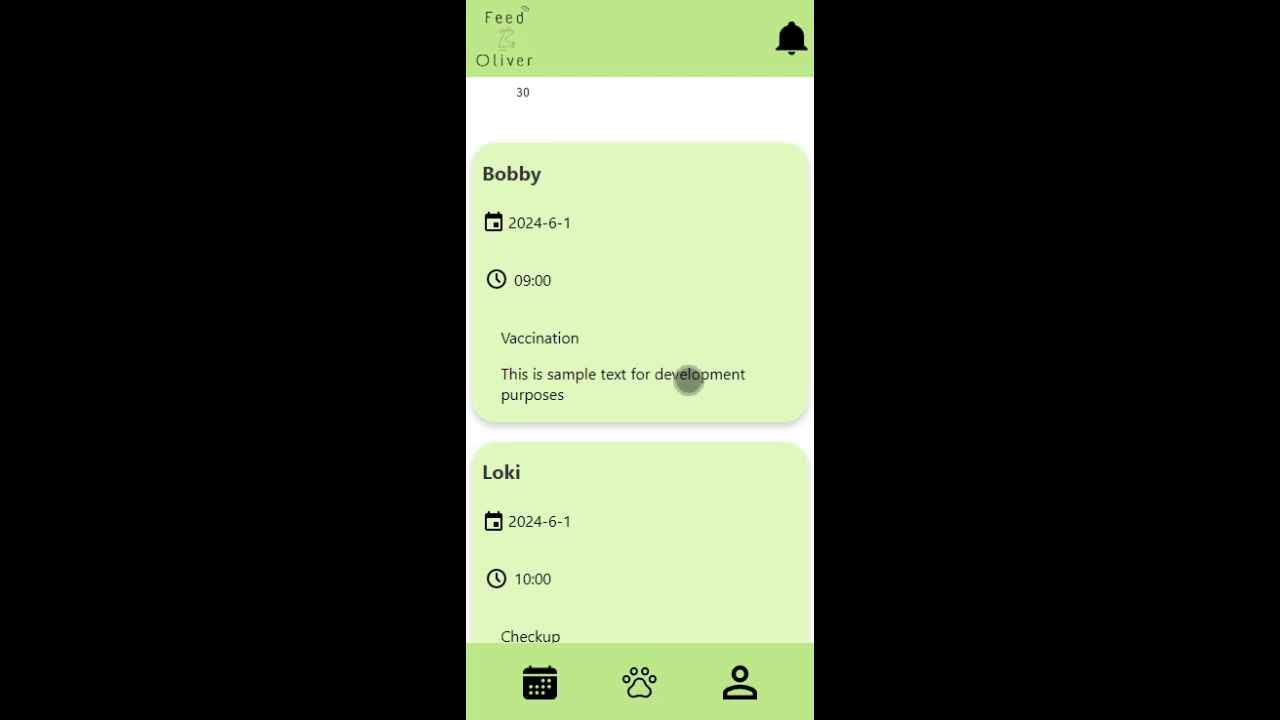 Feed
Oliver
30
Bobby
2024-6-1
09:00
Vaccination
This is sample text for development
purposes
Loki
2024-6-1
10:00
Checkup